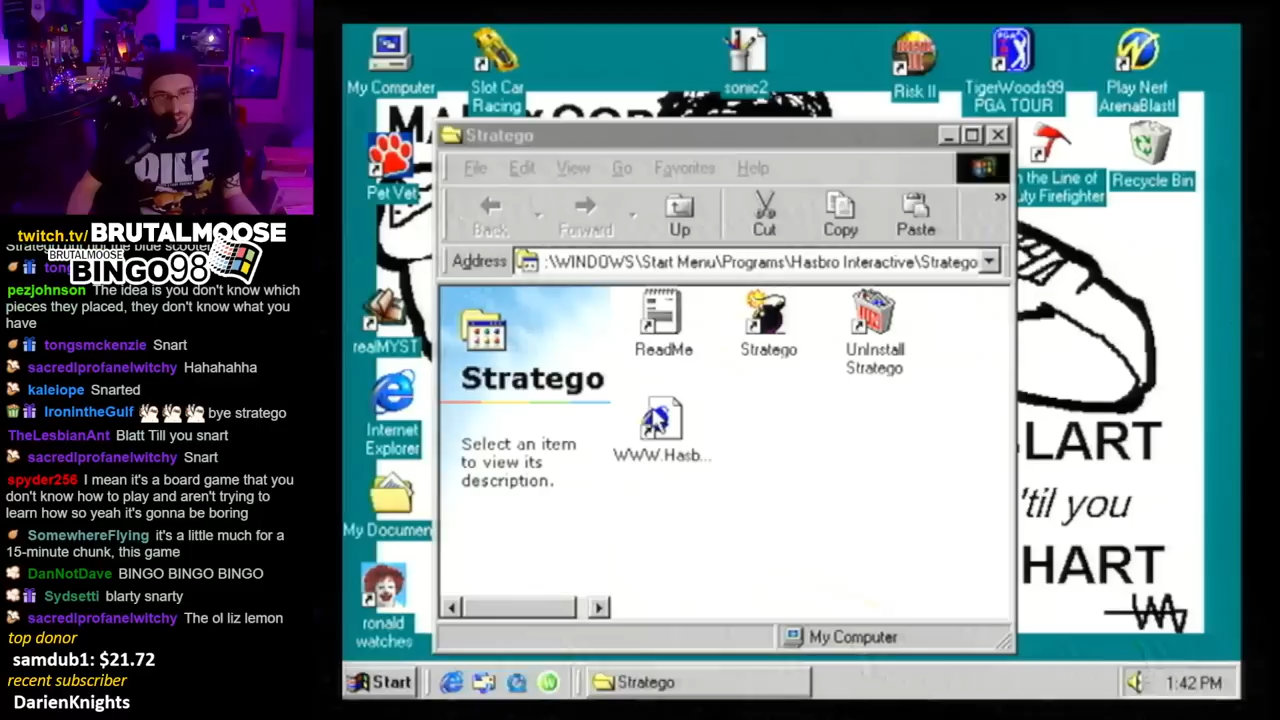 OILF
twitch.tv/BRUTALMOOSE
BRUTALMOOSE
BINGO98
pezjohnson The idea is you don't know which
pieces they placed, they don't know what you
have
tongsmckenzie Snart
sacredlprofanelwitchy Hahahahha
kaleiope Snarted
IronintheGulf bye stratego
TheLesbianAnt Blatt Till you snart
sacredlprofanelwitchy Snart
spyder256 I mean it's a board game that you
don't know how to play and aren't trying to
learn how so yeah it's gonna be boring
SomewhereFlying it's a little much for a
15-minute chunk, this game
DanNotDave BINGO BINGO BINGO
Sydsetti blarty snarty
sacredlprofanelwitchy The ol liz lemon
top donor
samdub1: $21.72
recent subscriber
DarienKnights
My Computer
Slot Car
Racing
sonic2
Risk II
TigerWoods99
PGA TOUR
Play Nerf
ArenaBlast!
Pet Vet
the Line of
uty Firefighter
Recycle Bin
realMYST
Internet
Explorer
My Documen
ronald
watches
Stratego
File Edit View Go Favorites Help
Back Forward Up Cut Copy Paste »
Address :\WINDOWS\Start Menu\Programs\Hasbro Interactive\Stratego
Stratego
Select an item
to view its
description.
ReadMe
Stratego
UnInstall
Stratego
WWW.Hasb...
My Computer
LART
'til you
HART
Start
Stratego
1:42 PM